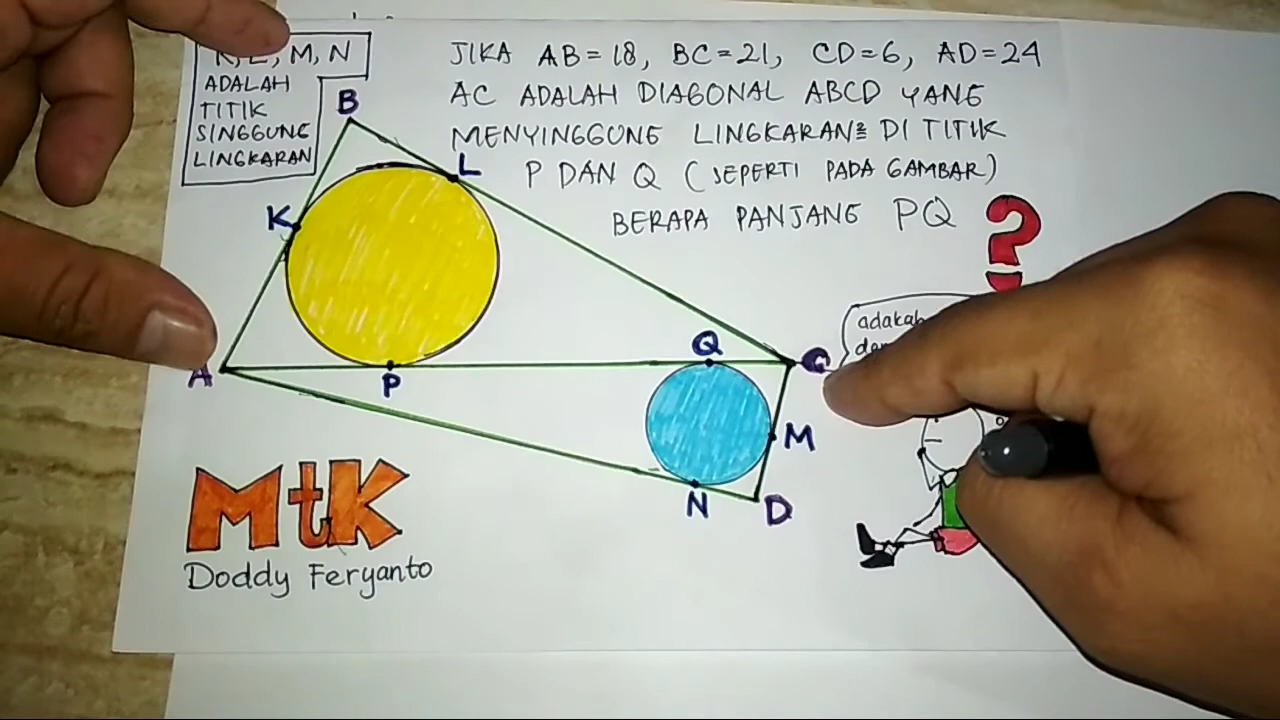 K, L, M, N
ADALAH
TITIK
SINGGUNG
LINGKARAN
JIKA AB = 18, BC = 21, CD = 6, AD = 24
AC ADALAH DIAGONAL ABCD YANG
MENYINGGUNG LINGKARAN² DI TITIK
P DAN Q (SEPERTI PADA GAMBAR)
BERAPA PANJANG PQ ?
B
L
K
A
P
Q
C
M
N
D
adakah
MtK
Doddy Feryanto